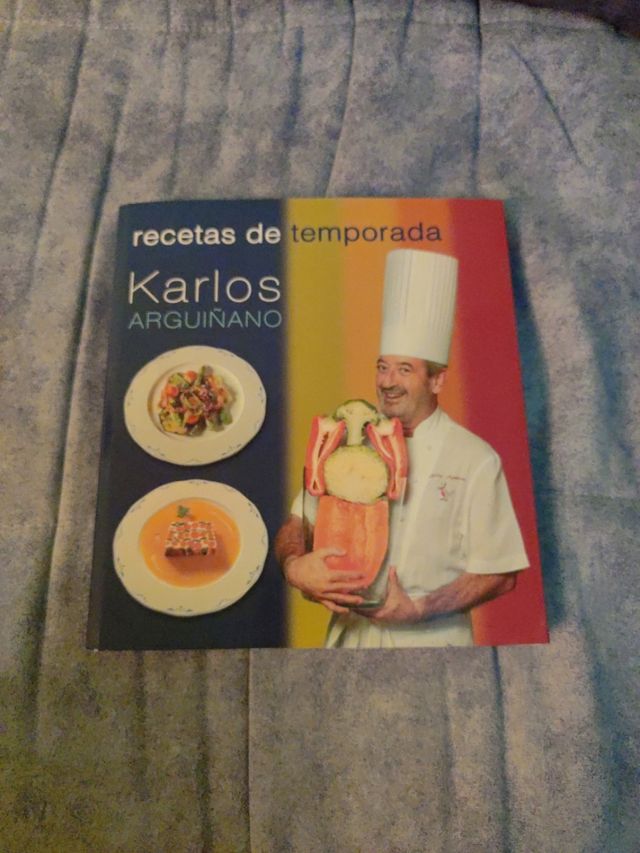 recetas de temporada
Karlos
ARGUIÑANO